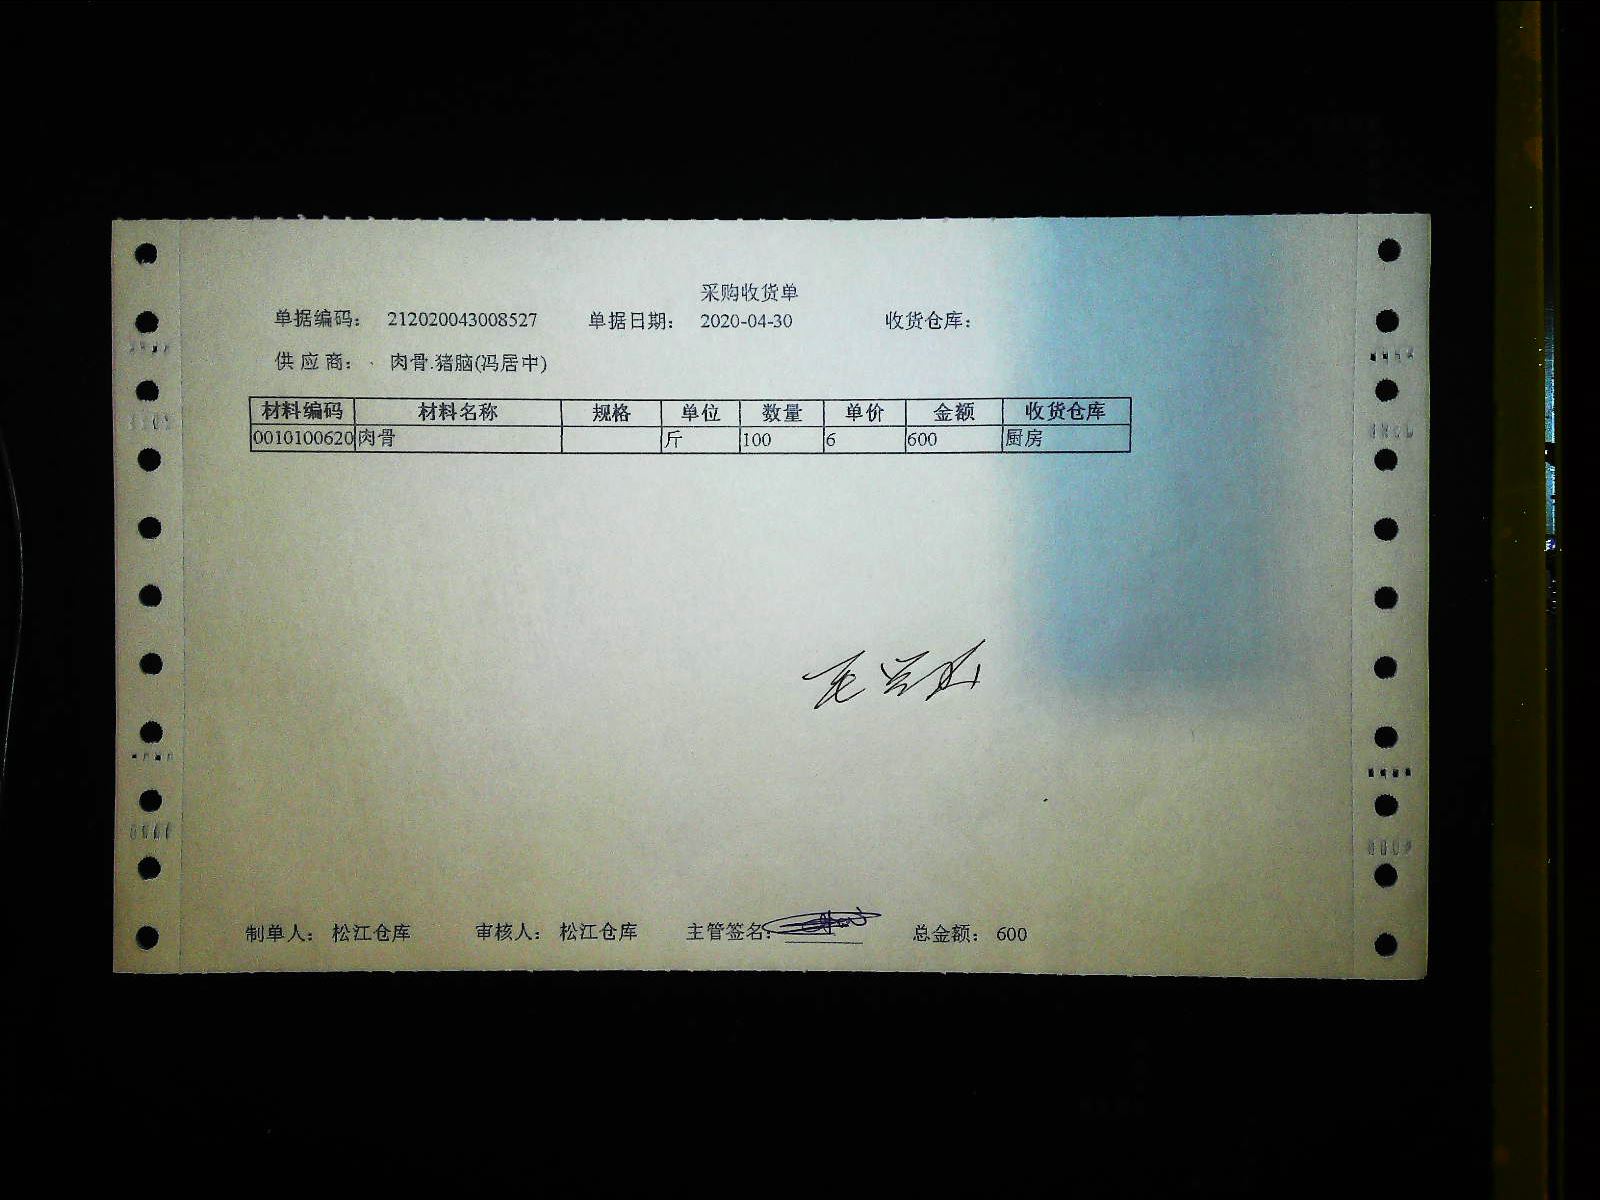 采购收货单
单据编码: 212020043008527 单据日期: 2020-04-30 收货仓库:
供 应 商: 肉骨.猪脑(冯居中)
材料编码 材料名称 规格 单位 数量 单价 金额 收货仓库
0010100620 肉骨 斤 100 6 600 厨房
制单人: 松江仓库 审核人: 松江仓库 主管签名: 总金额: 600